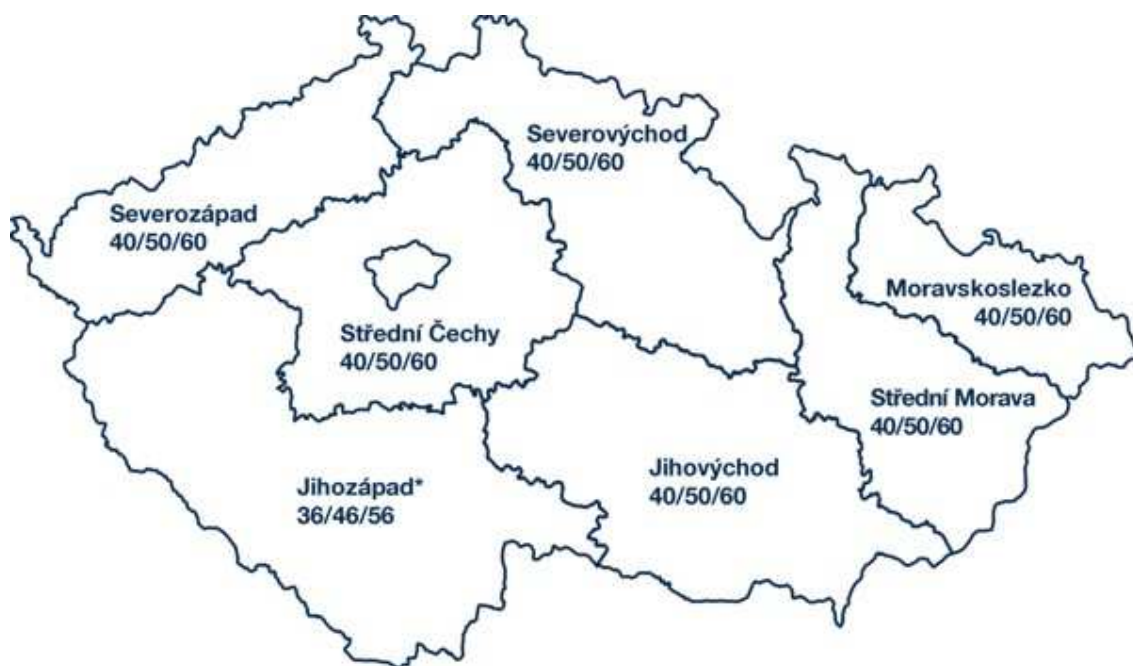 Severovýchod
40/50/60
Severozápad
40/50/60
Moravskoslezko
40/50/60
Střední Čechy
40/50/60
Střední Morava
40/50/60
Jihovýchod
40/50/60
Jihozápad*
36/46/56